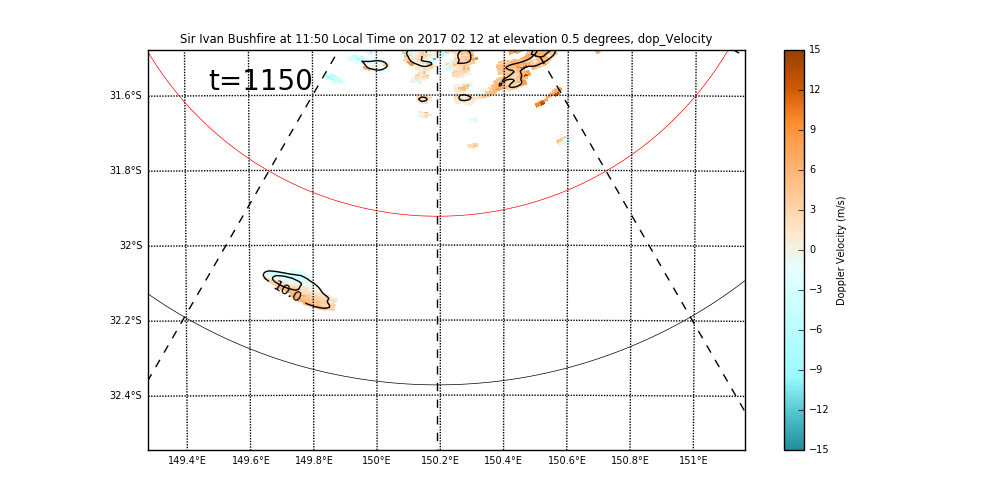 Sir Ivan Bushfire at 11:50 Local Time on 2017 02 12 at elevation 0.5 degrees, dop_Velocity
t=1150
31.6°S
31.8°S
32°S
32.2°S
32.4°S
10.0
149.4°E 149.6°E 149.8°E 150°E 150.2°E 150.4°E 150.6°E 150.8°E 151°E
15
12
9
6
3
0
−3
−6
−9
−12
−15
Doppler Velocity (m/s)